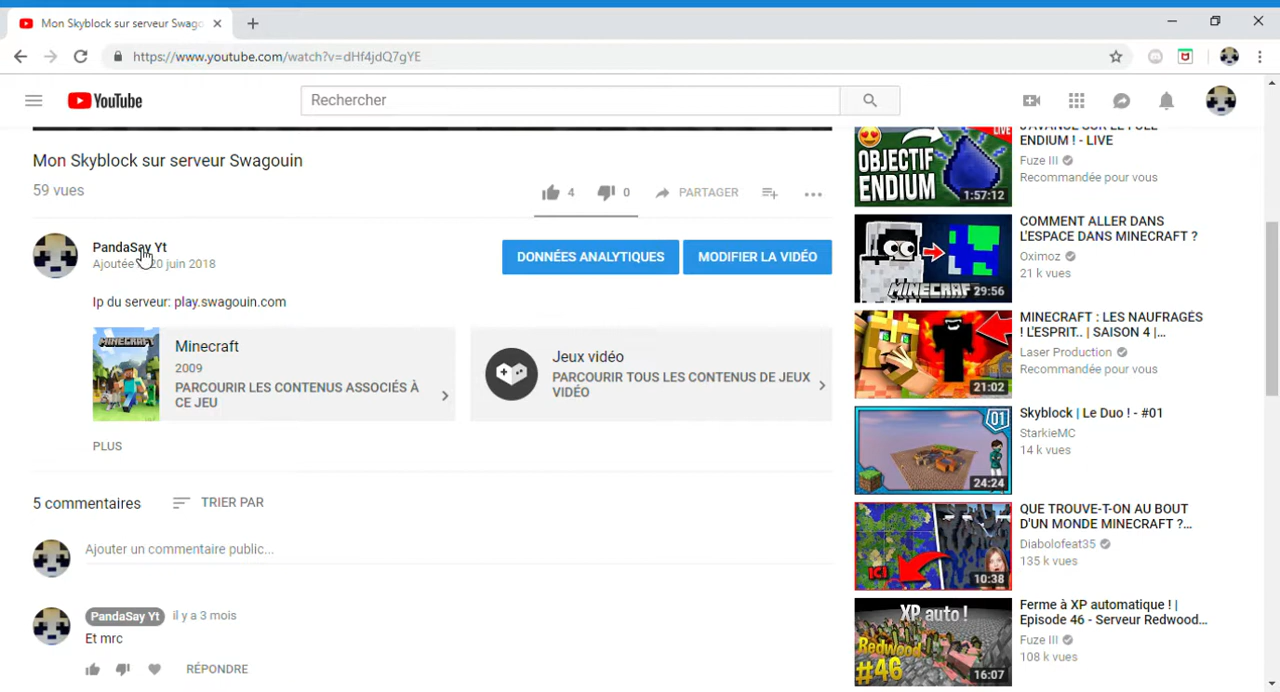 Mon Skyblock sur serveur Swago
https://www.youtube.com/watch?v=dHf4jdQ7gYE
YouTube
Rechercher
Mon Skyblock sur serveur Swagouin
59 vues
4
0
PARTAGER
PandaSay Yt
Ajoutée 20 juin 2018
DONNÉES ANALYTIQUES
MODIFIER LA VIDÉO
Ip du serveur: play.swagouin.com
Minecraft
2009
PARCOURIR LES CONTENUS ASSOCIÉS À
CE JEU
Jeux vidéo
PARCOURIR TOUS LES CONTENUS DE JEUX
VIDÉO
PLUS
5 commentaires
TRIER PAR
Ajouter un commentaire public...
PandaSay Yt il y a 3 mois
Et mrc
RÉPONDRE
LIVE
OBJECTIF
ENDIUM
1:57:12
ENDIUM ! - LIVE
Fuze III
Recommandée pour vous
MINECRAFT
29:56
COMMENT ALLER DANS
L'ESPACE DANS MINECRAFT ?
Oximoz
21 k vues
21:02
MINECRAFT : LES NAUFRAGÉS
! L'ESPRIT.. | SAISON 4 |...
Laser Production
Recommandée pour vous
01
24:24
Skyblock | Le Duo ! - #01
StarkieMC
14 k vues
ICI
10:38
QUE TROUVE-T-ON AU BOUT
D'UN MONDE MINECRAFT ?...
Diabolofeat35
135 k vues
XP auto !
Redwood
#46
16:07
Ferme à XP automatique ! |
Episode 46 - Serveur Redwood...
Fuze III
108 k vues